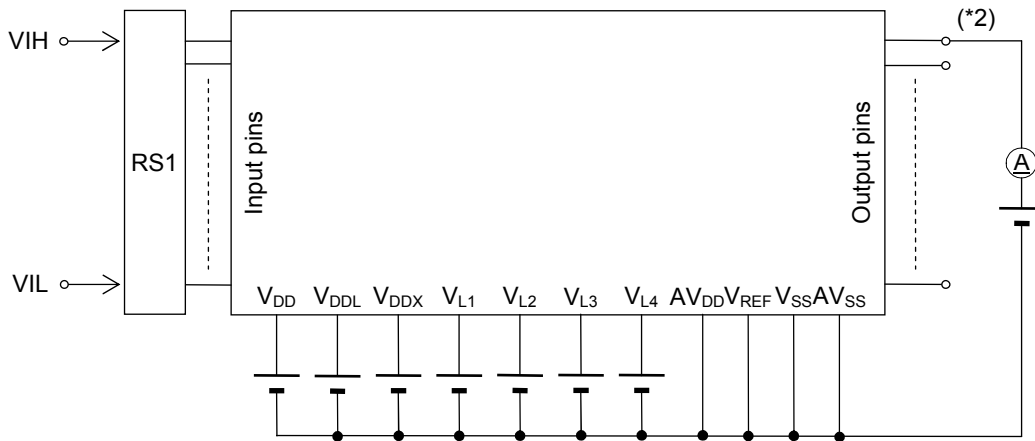 VIH
(*2)
RS1
Input pins
Output pins
A
VIL
VDD VDDL VDDX VL1 VL2 VL3 VL4 AVDD VREF VSS AVSS